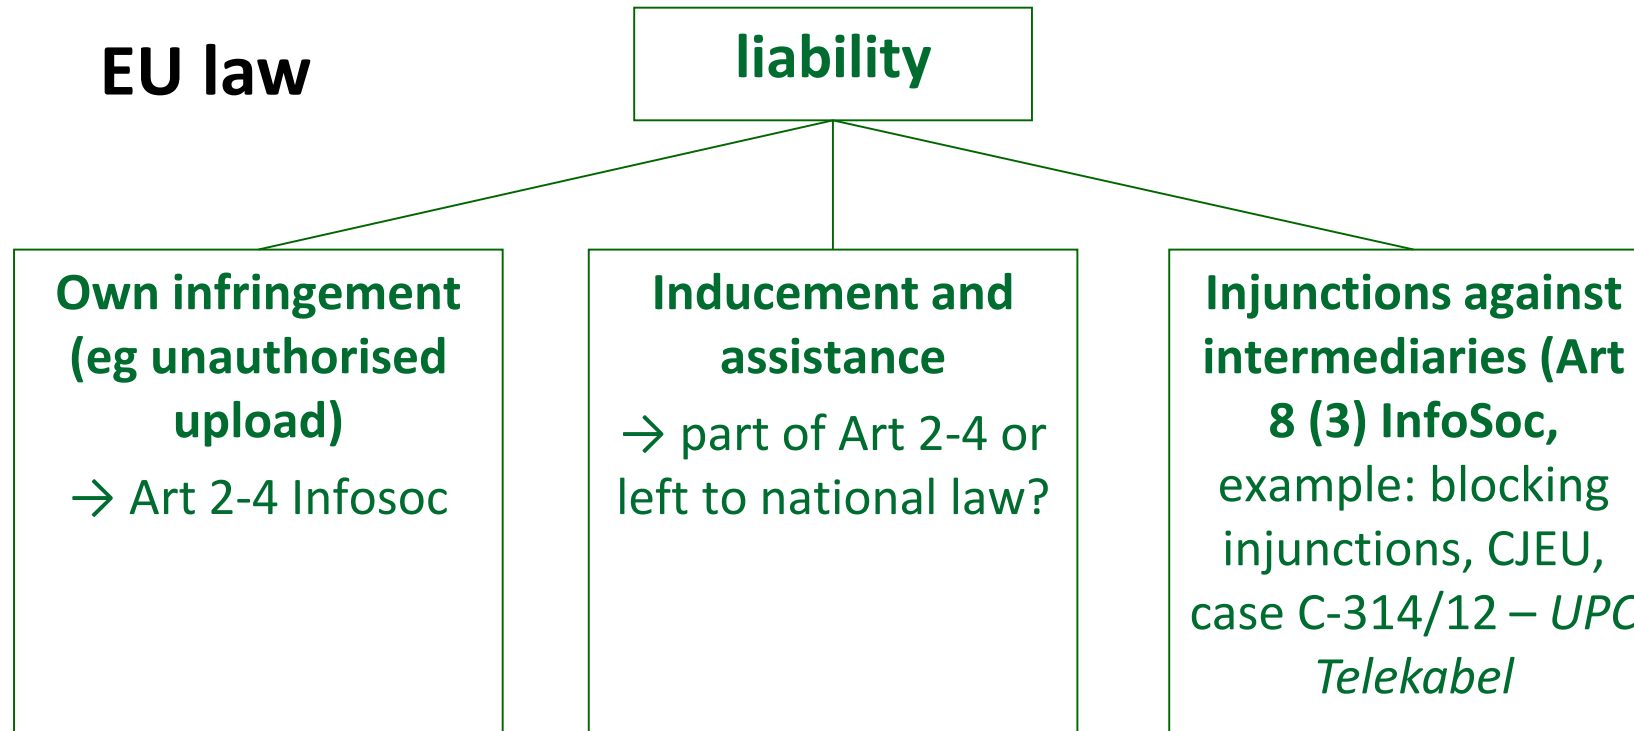 EU law
liability
Own infringement
(eg unauthorised
upload)
→ Art 2-4 Infosoc
Inducement and
assistance
→ part of Art 2-4 or
left to national law?
Injunctions against
intermediaries (Art
8 (3) InfoSoc,
example: blocking
injunctions, CJEU,
case C-314/12 – UPC
Telekabel